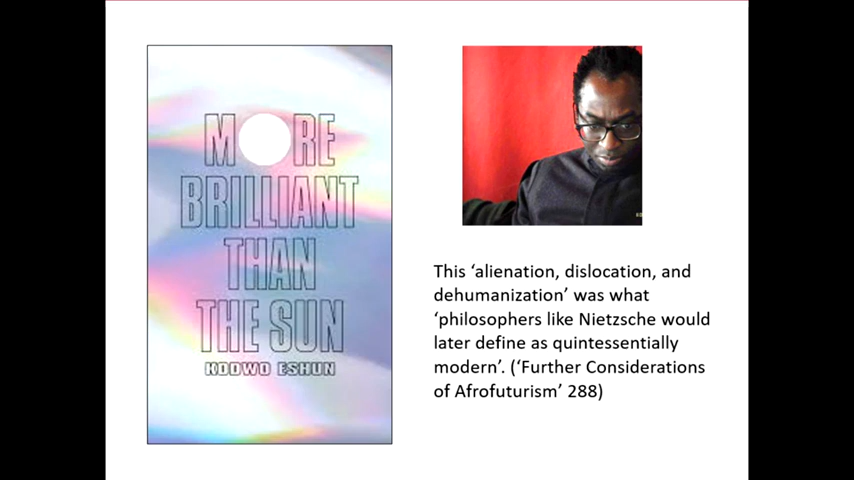 MORE
BRILLIANT
THAN
THE SUN
KODWO ESHUN
This ‘alienation, dislocation, and
dehumanization’ was what
‘philosophers like Nietzsche would
later define as quintessentially
modern’. (‘Further Considerations
of Afrofuturism’ 288)